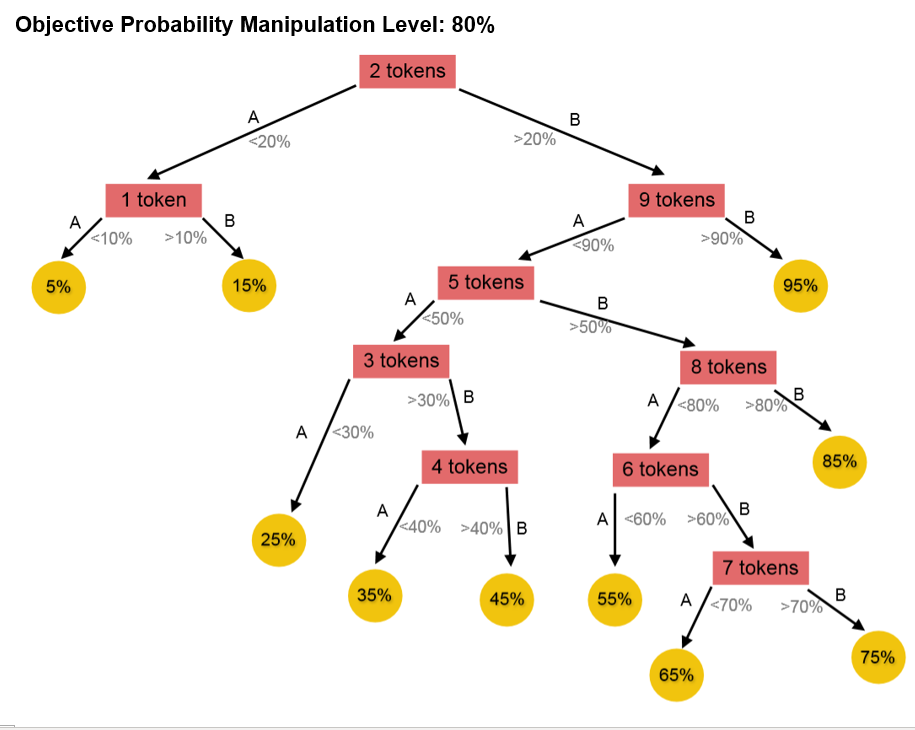 Objective Probability Manipulation Level: 80%
2 tokens
A
<20%
B
>20%
1 token
9 tokens
A
<10%
>10%
B
A
<90%
>90%
B
5%
15%
5 tokens
95%
A
<50%
B
>50%
3 tokens
8 tokens
A
<30%
>30%
B
A
<80%
>80%
B
4 tokens
6 tokens
85%
A
<40%
>40%
B
A
<60%
>60%
B
25%
7 tokens
35%
45%
55%
A
<70%
>70%
B
65%
75%